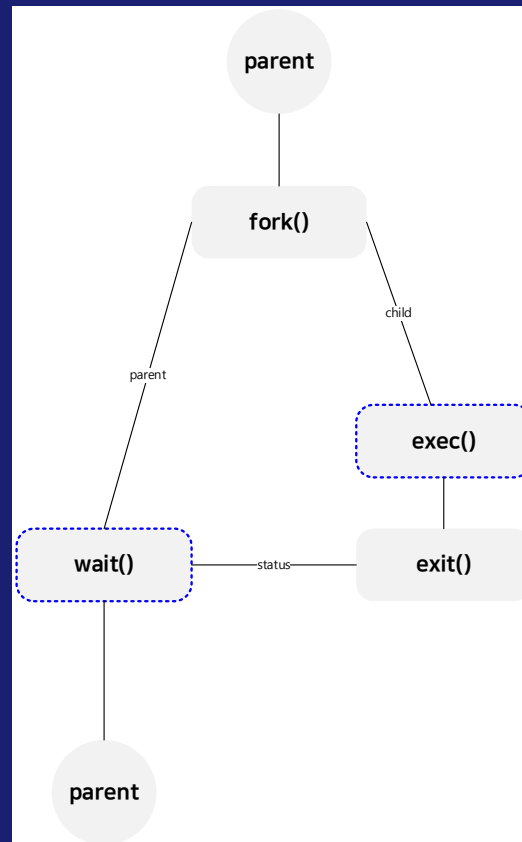 parent
fork()
child
parent
exec()
wait()
status
exit()
parent